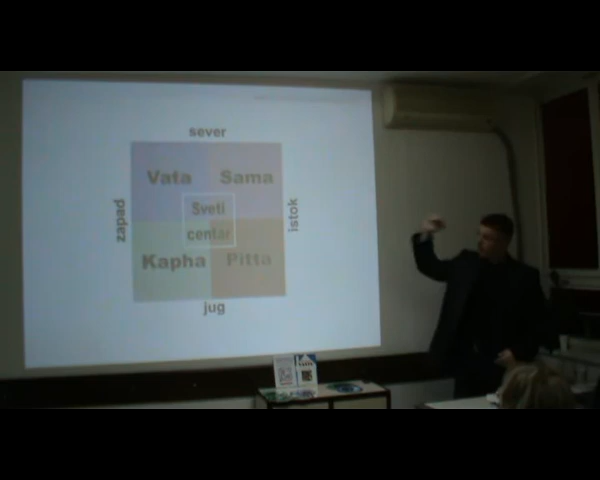 sever
Vata Sama
zapad
Sveti
centar
istok
Kapha Pitta
jug